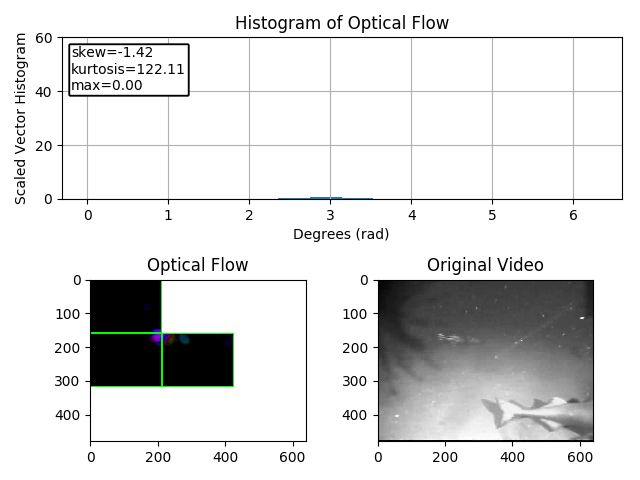 Histogram of Optical Flow
Scaled Vector Histogram
60
40
20
0
skew=-1.42
kurtosis=122.11
max=0.00
0 1 2 3 4 5 6
Degrees (rad)
Optical Flow
0
100
200
300
400
0 200 400 600
Original Video
0
100
200
300
400
0 200 400 600